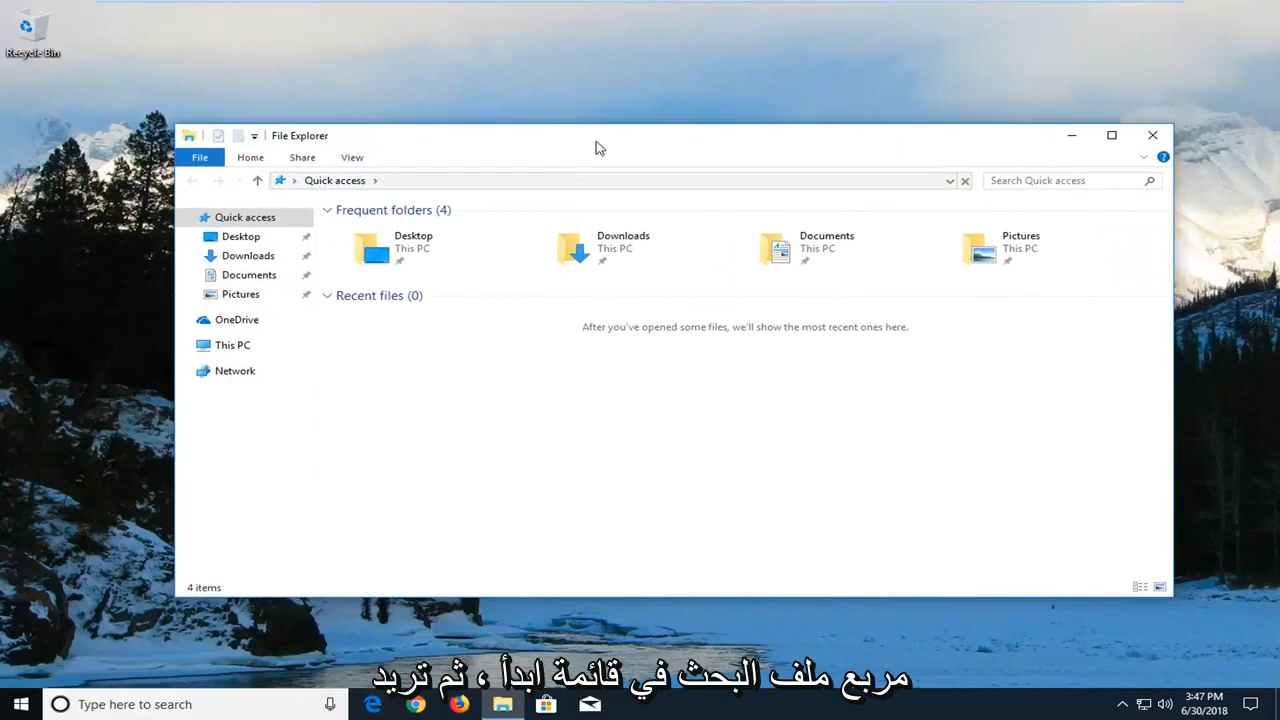 Recycle Bin
File Explorer
File Home Share View
Quick access
Search Quick access
Quick access
Desktop
Downloads
Documents
Pictures
OneDrive
This PC
Network
Frequent folders (4)
Desktop
This PC
Downloads
This PC
Documents
This PC
Pictures
This PC
Recent files (0)
After you've opened some files, we'll show the most recent ones here.
4 items
مربع ملف البحث في قائمة ابدأ ، ثم تريد
Type here to search
3:47 PM
6/30/2018